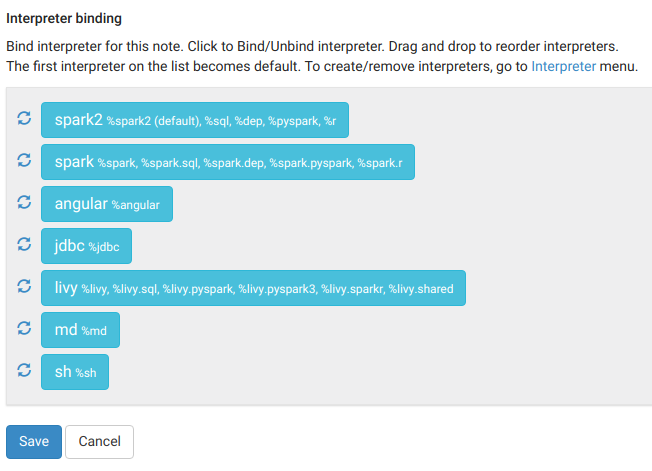 Interpreter binding
Bind interpreter for this note. Click to Bind/Unbind interpreter. Drag and drop to reorder interpreters.
The first interpreter on the list becomes default. To create/remove interpreters, go to Interpreter menu.
spark2 %spark2 (default), %sql, %dep, %pyspark, %r
spark %spark, %spark.sql, %spark.dep, %spark.pyspark, %spark.r
angular %angular
jdbc %jdbc
livy %livy, %livy.sql, %livy.pyspark, %livy.pyspark3, %livy.sparkr, %livy.shared
md %md
sh %sh
Save Cancel